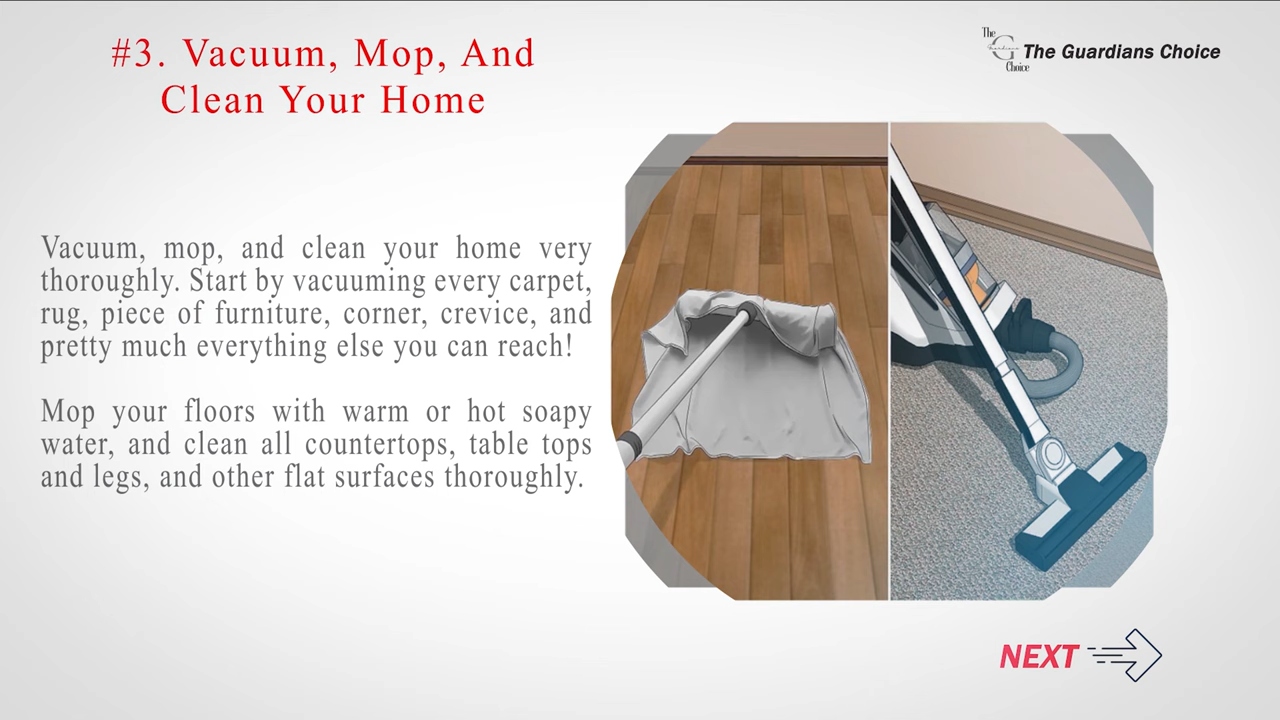 #3. Vacuum, Mop, And
Clean Your Home
The
G
Guardians
Choice
The Guardians Choice
Vacuum, mop, and clean your home very
thoroughly. Start by vacuuming every carpet,
rug, piece of furniture, corner, crevice, and
pretty much everything else you can reach!
Mop your floors with warm or hot soapy
water, and clean all countertops, table tops
and legs, and other flat surfaces thoroughly.
NEXT